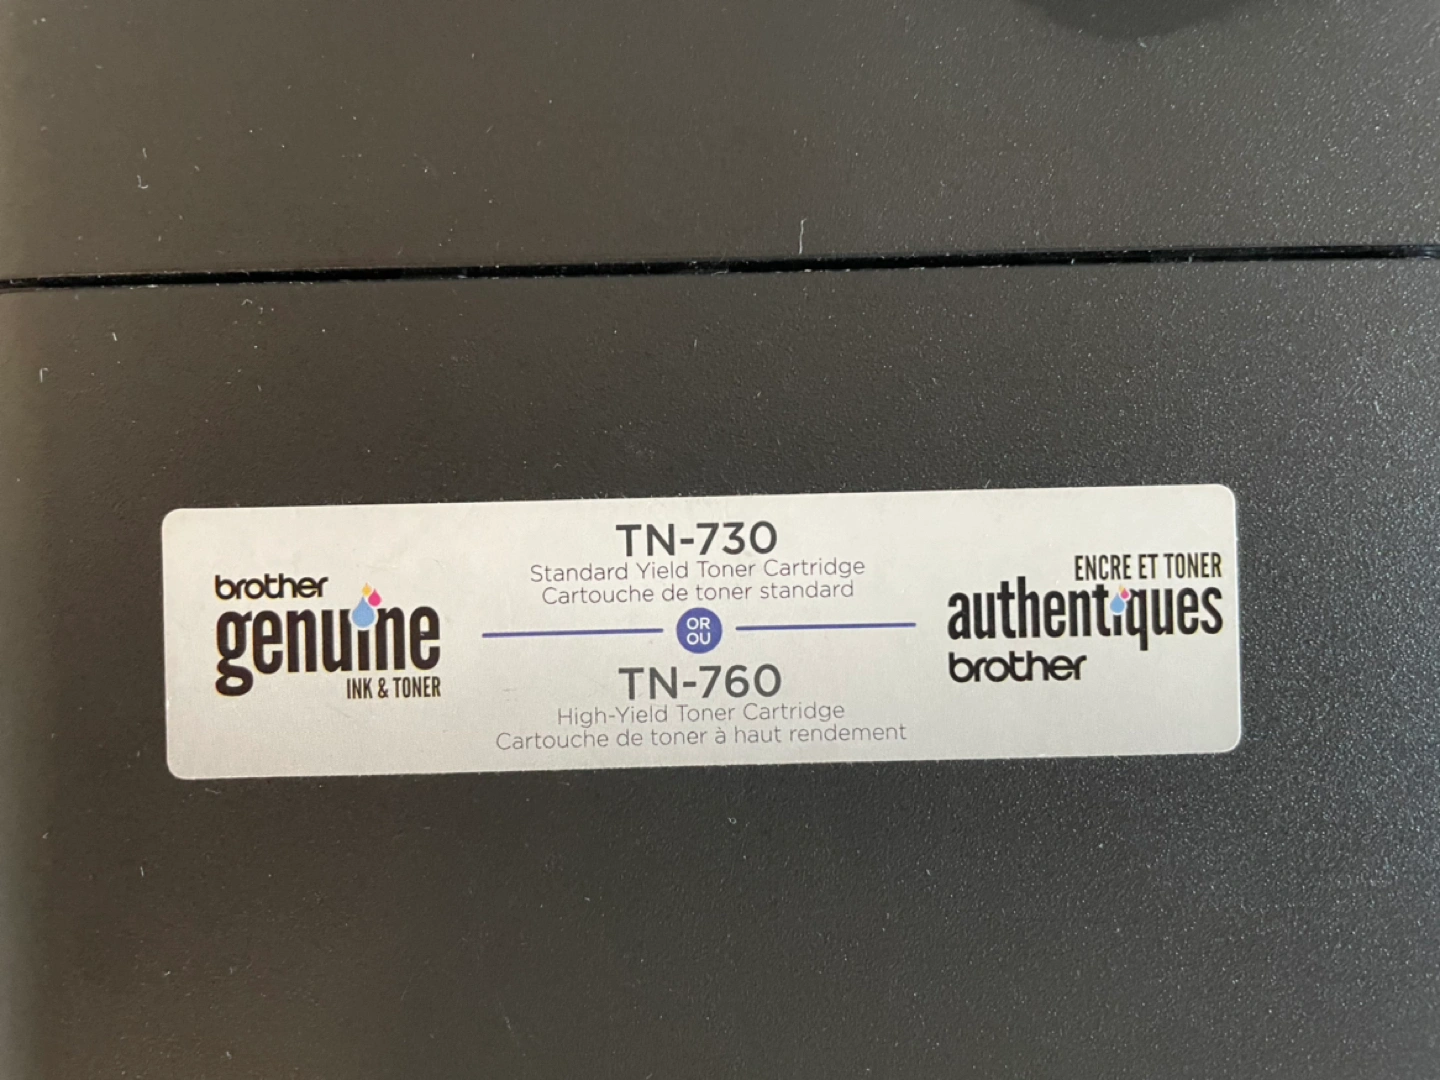 brother
genuine
INK & TONER
TN-730
Standard Yield Toner Cartridge
Cartouche de toner standard
OR
OU
TN-760
High-Yield Toner Cartridge
Cartouche de toner à haut rendement
ENCRE ET TONER
authentiques
brother